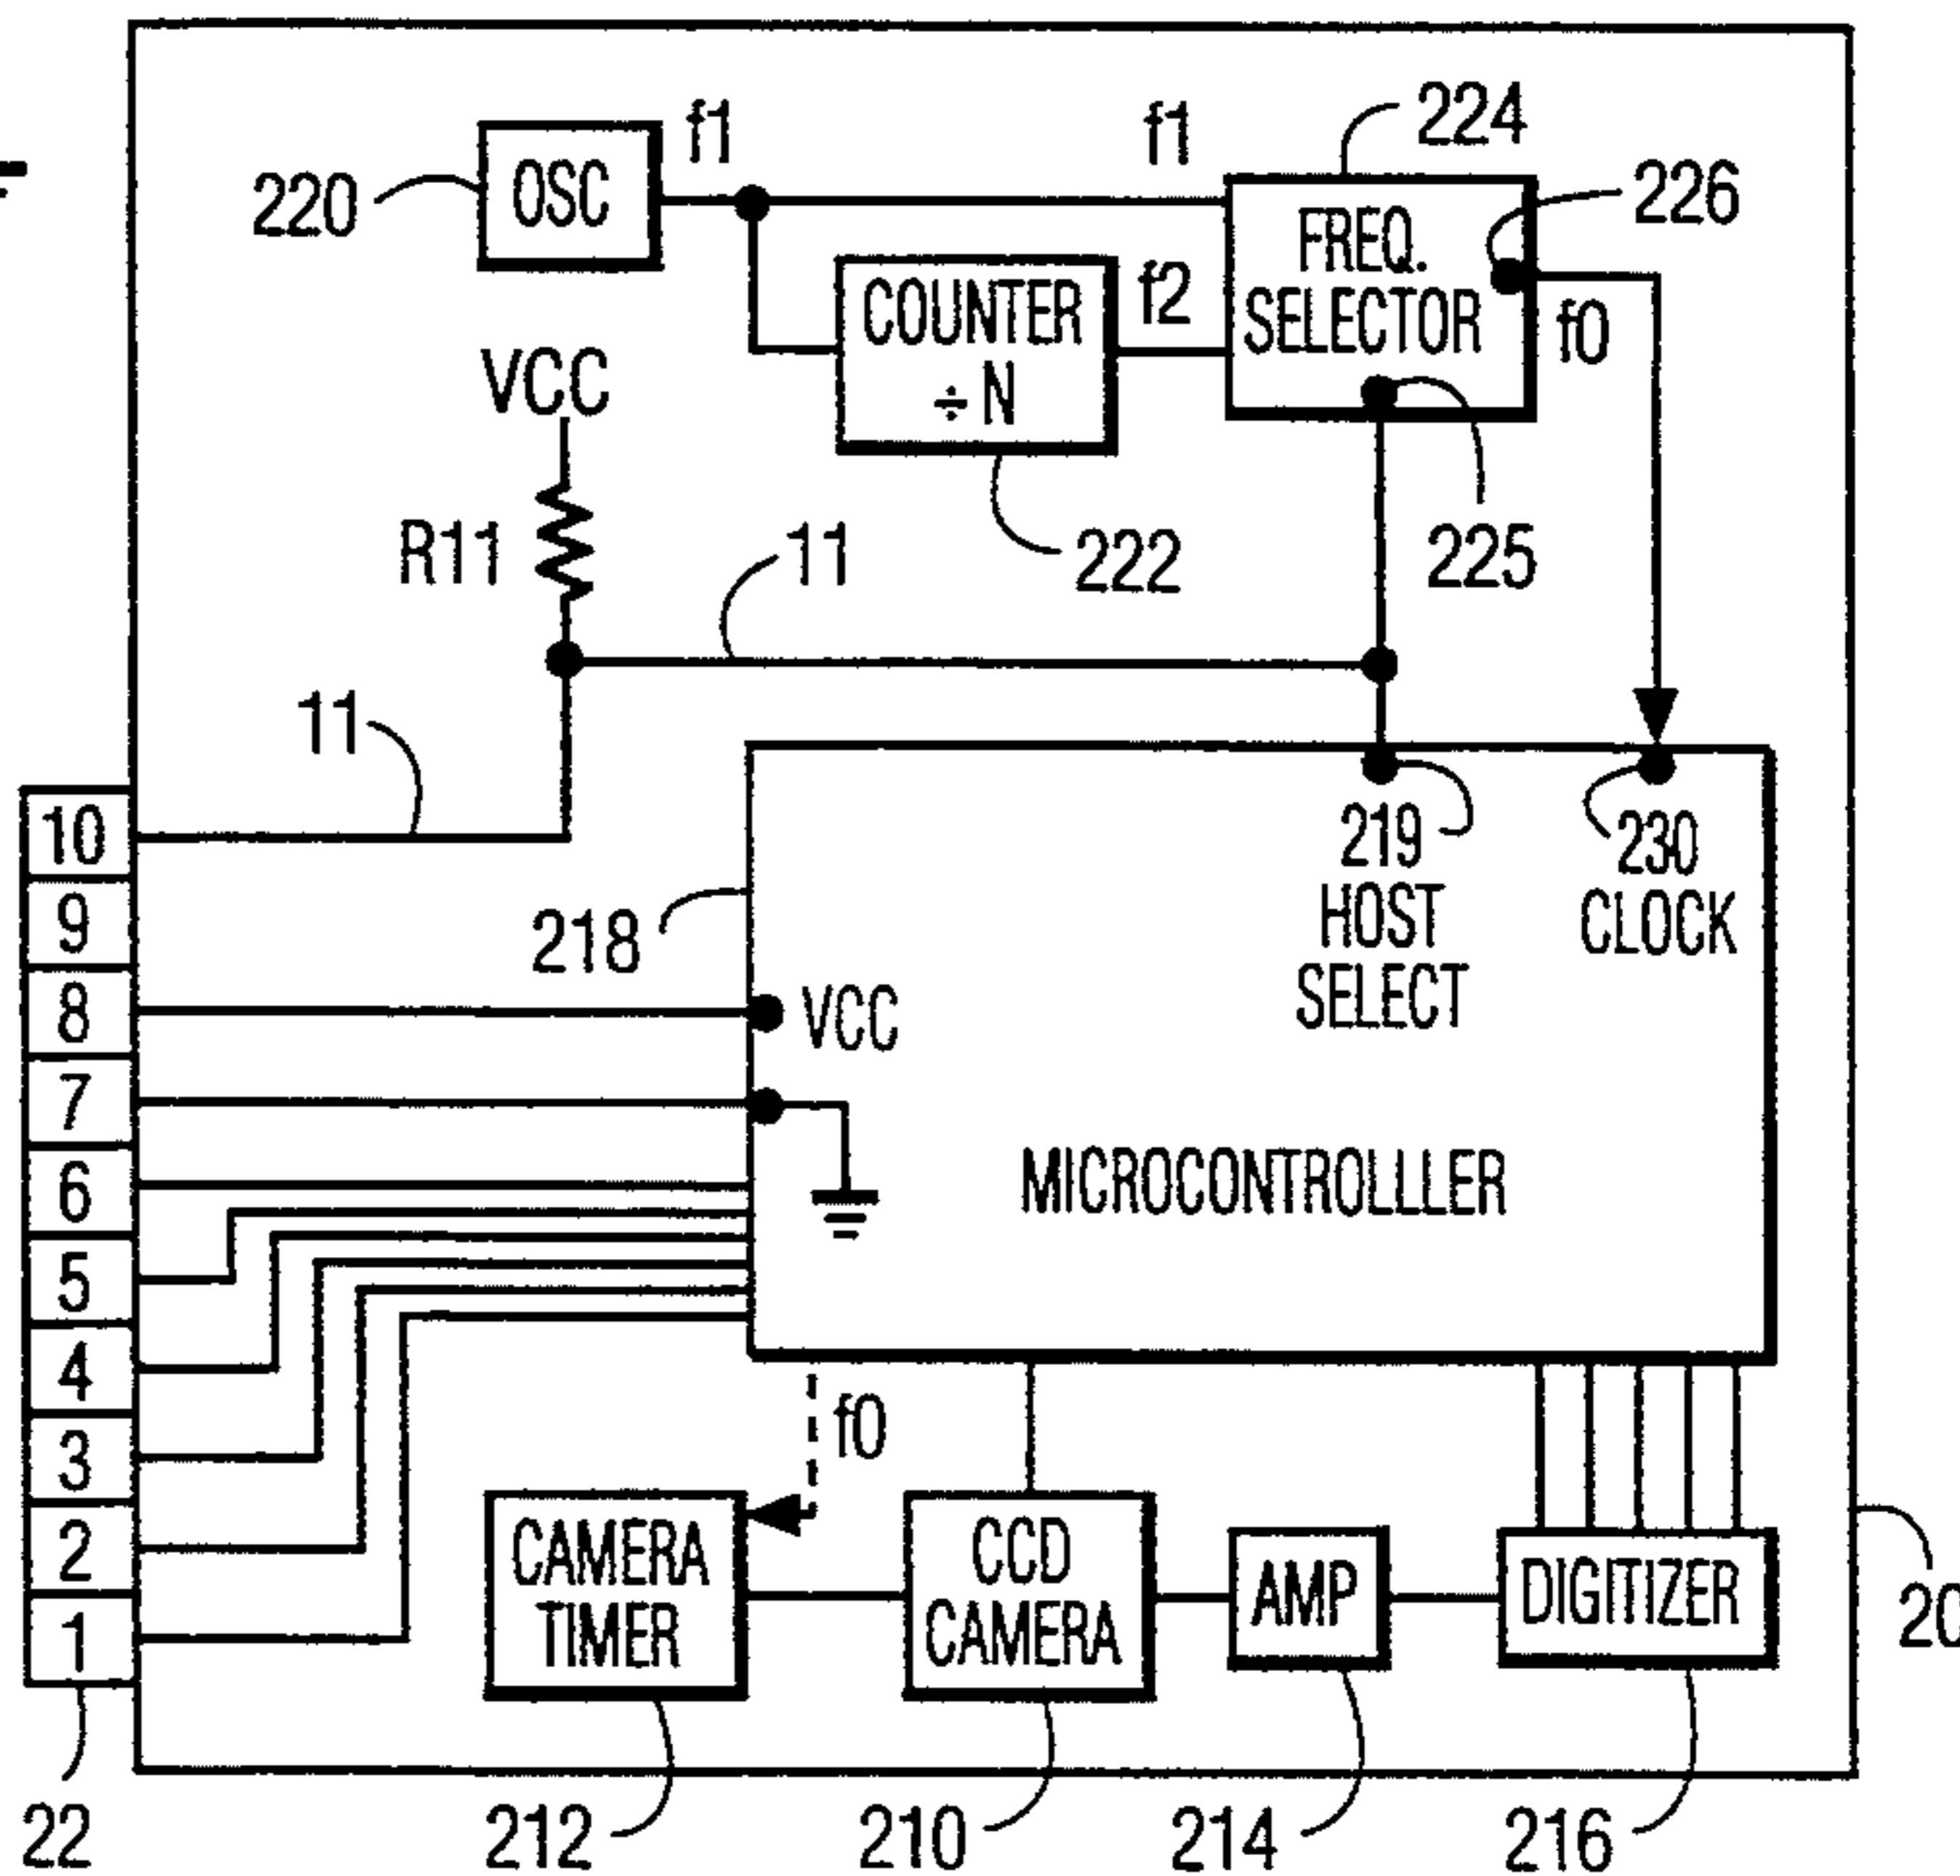 f1
f1
224
OSC
220
226
FREQ.
SELECTOR
COUNTER
÷ N
f2
f0
VCC
R11
11
222
225
11
10
9
8
7
6
5
4
3
2
1
219
HOST
SELECT
230
CLOCK
218
VCC
MICROCONTROLLLER
f0
CAMERA
TIMER
CCD
CAMERA
AMP
DIGITIZER
20
22
212
210
214
216